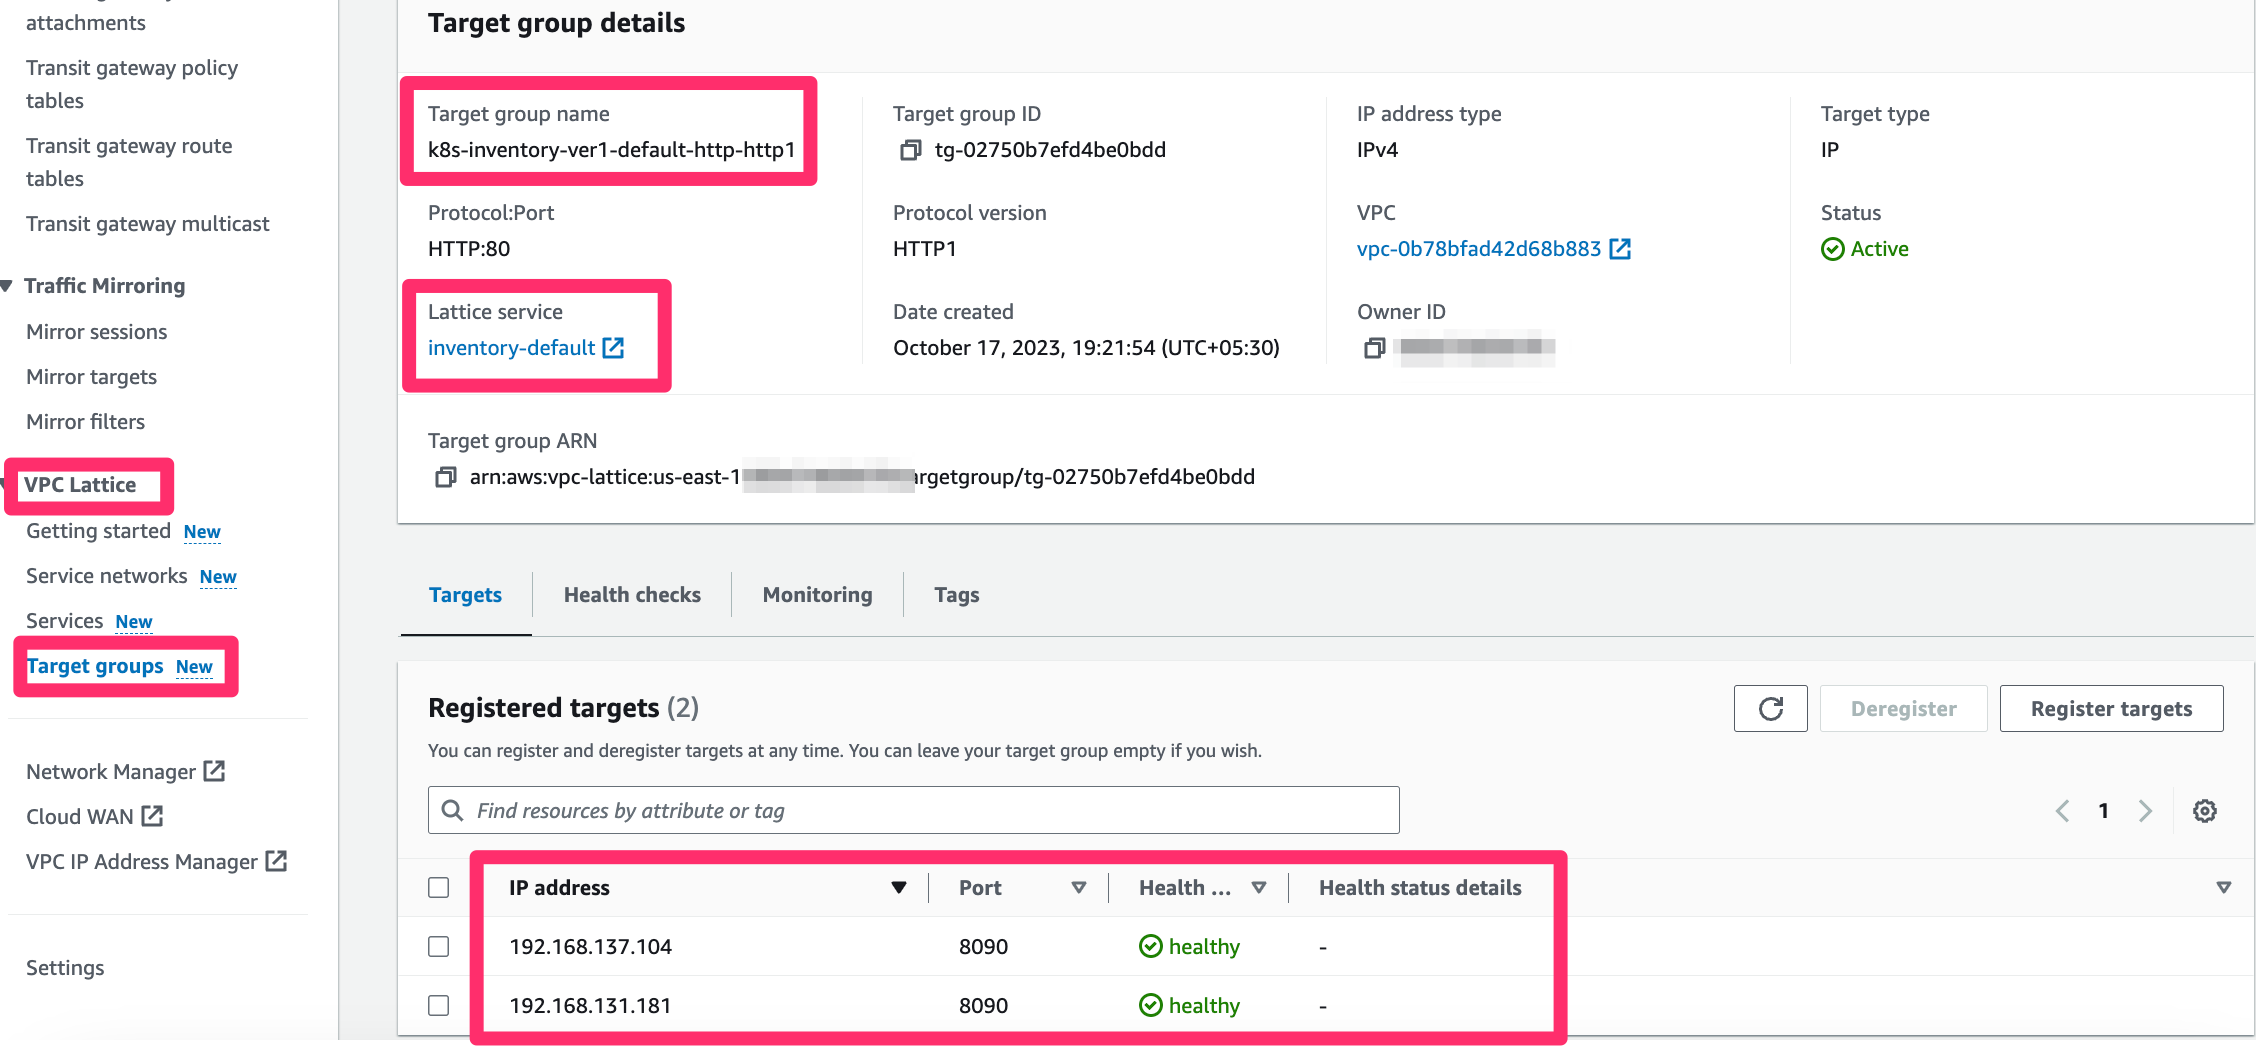 attachments
Transit gateway policy
tables
Transit gateway route
tables
Transit gateway multicast
Traffic Mirroring
Mirror sessions
Mirror targets
Mirror filters
VPC Lattice
Getting started New
Service networks New
Services New
Target groups New
Network Manager
Cloud WAN
VPC IP Address Manager
Settings
Target group details
Target group name
k8s-inventory-ver1-default-http-http1
Target group ID
tg-02750b7efd4be0bdd
IP address type
IPv4
Target type
IP
Protocol:Port
HTTP:80
Protocol version
HTTP1
VPC
vpc-0b78bfad42d68b883
Status
Active
Lattice service
inventory-default
Date created
October 17, 2023, 19:21:54 (UTC+05:30)
Owner ID
Target group ARN
arn:aws:vpc-lattice:us-east-1 argetgroup/tg-02750b7efd4be0bdd
Targets Health checks Monitoring Tags
Registered targets (2)
Deregister Register targets
You can register and deregister targets at any time. You can leave your target group empty if you wish.
Find resources by attribute or tag
1
IP address Port Health ... Health status details
192.168.137.104 8090 healthy -
192.168.131.181 8090 healthy -